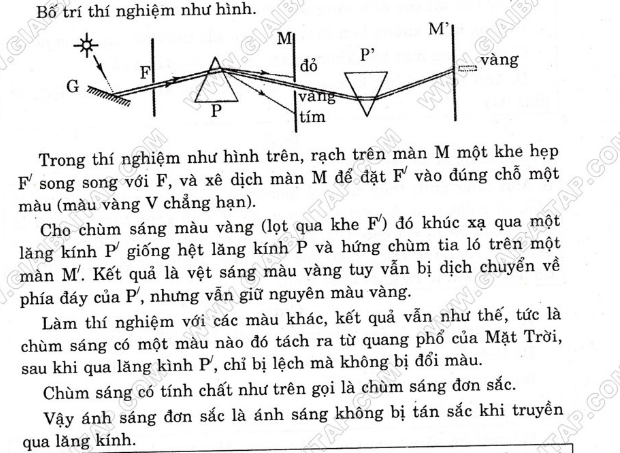 Bố trí thí nghiệm như hình.
M'
M
P'
đỏ
vàng
F
G
vàng
P
tím
Trong thí nghiệm như hình trên, rạch trên màn M một khe hẹp
F' song song với F, và xê dịch màn M để đặt F' vào đúng chỗ một
màu (màu vàng V chẳng hạn).
Cho chùm sáng màu vàng (lọt qua khe F') đó khúc xạ qua một
lăng kính P' giống hệt lăng kính P và hứng chùm tia ló trên một
màn M'. Kết quả là vệt sáng màu vàng tuy vẫn bị dịch chuyển về
phía đáy của P', nhưng vẫn giữ nguyên màu vàng.
Làm thí nghiệm với các màu khác, kết quả vẫn như thế, tức là
chùm sáng có một màu nào đó tách ra từ quang phổ của Mặt Trời,
sau khi qua lăng kình P', chỉ bị lệch mà không bị đổi màu.
Chùm sáng có tính chất như trên gọi là chùm sáng đơn sắc.
Vậy ánh sáng đơn sắc là ánh sáng không bị tán sắc khi truyền
qua lăng kính.
WWW.GIAIBAITAP.COM